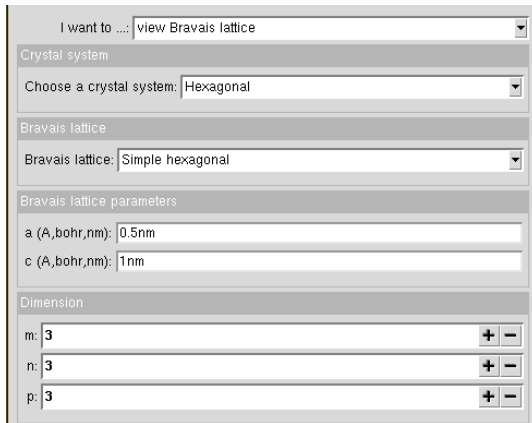 I want to ...: view Bravais lattice
Crystal system
Choose a crystal system: Hexagonal
Bravais lattice
Bravais lattice: Simple hexagonal
Bravais lattice parameters
a (A,bohr,nm): 0.5nm
c (A,bohr,nm): 1nm
Dimension
m: 3
n: 3
p: 3